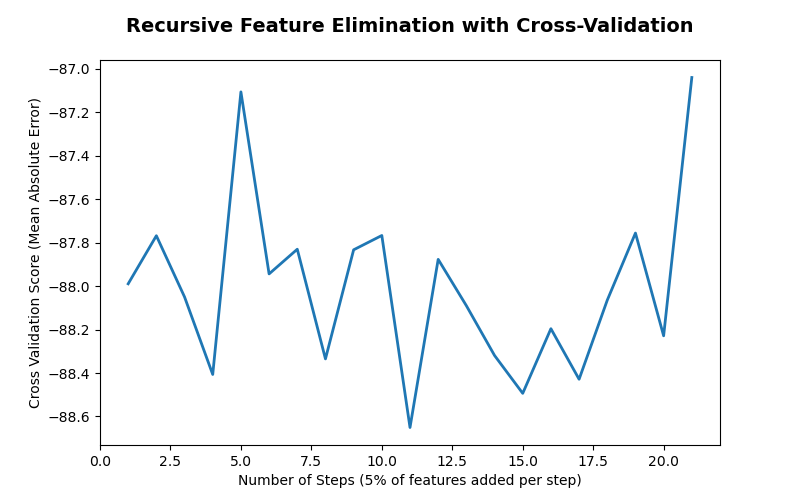 Recursive Feature Elimination with Cross-Validation
Cross Validation Score (Mean Absolute Error)
−87.0
−87.2
−87.4
−87.6
−87.8
−88.0
−88.2
−88.4
−88.6
0.0 2.5 5.0 7.5 10.0 12.5 15.0 17.5 20.0
Number of Steps (5% of features added per step)